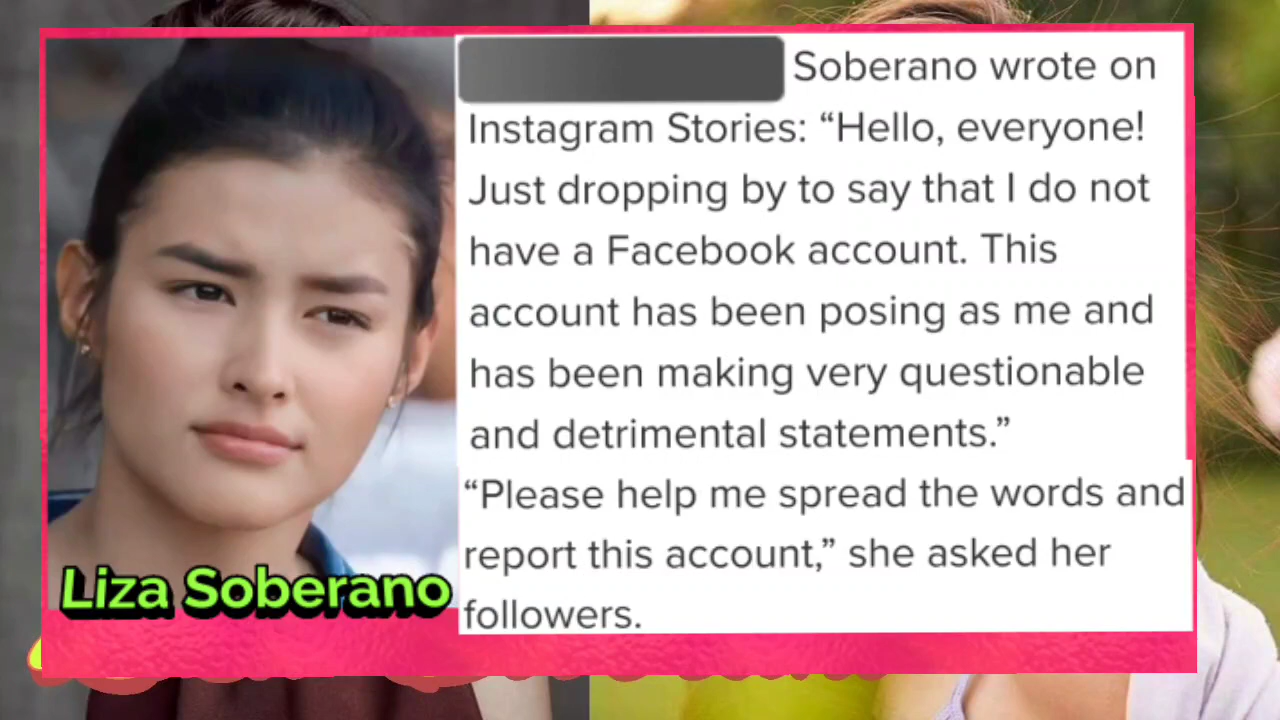 Soberano wrote on
Instagram Stories: “Hello, everyone!
Just dropping by to say that I do not
have a Facebook account. This
account has been posing as me and
has been making very questionable
and detrimental statements.”
“Please help me spread the words and
report this account,” she asked her
followers.
Liza Soberano